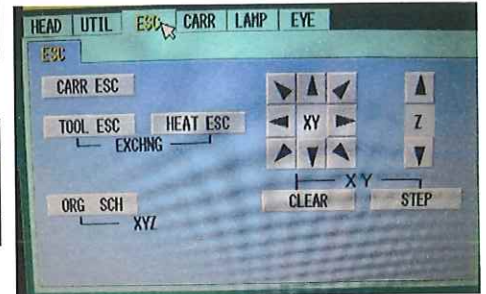 HEAD UTIL ESC CARR LAMP EYE
ESC
CARR ESC
TOOL ESC HEAT ESC
EXCHNG
XY
Z
X Y
CLEAR STEP
ORG SCH
XYZ